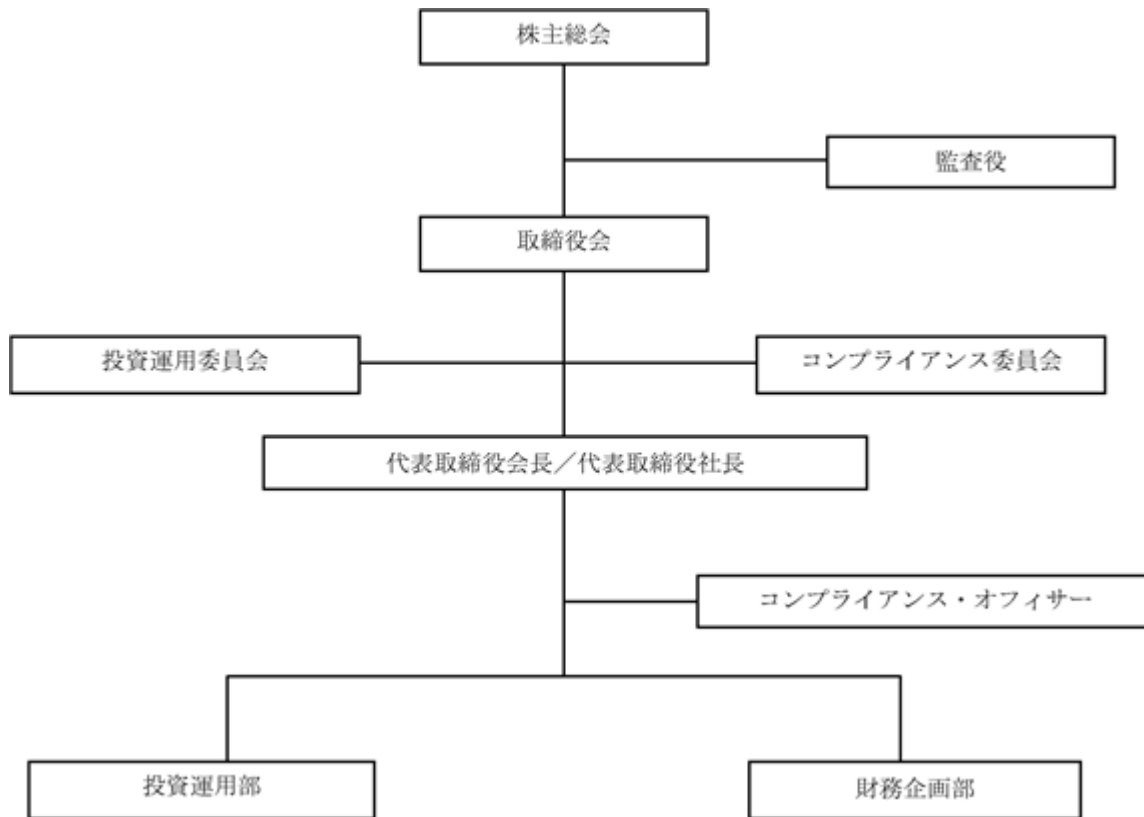 株主総会
監査役
取締役会
投資運用委員会
コンプライアンス委員会
代表取締役会長／代表取締役社長
コンプライアンス・オフィサー
投資運用部
財務企画部